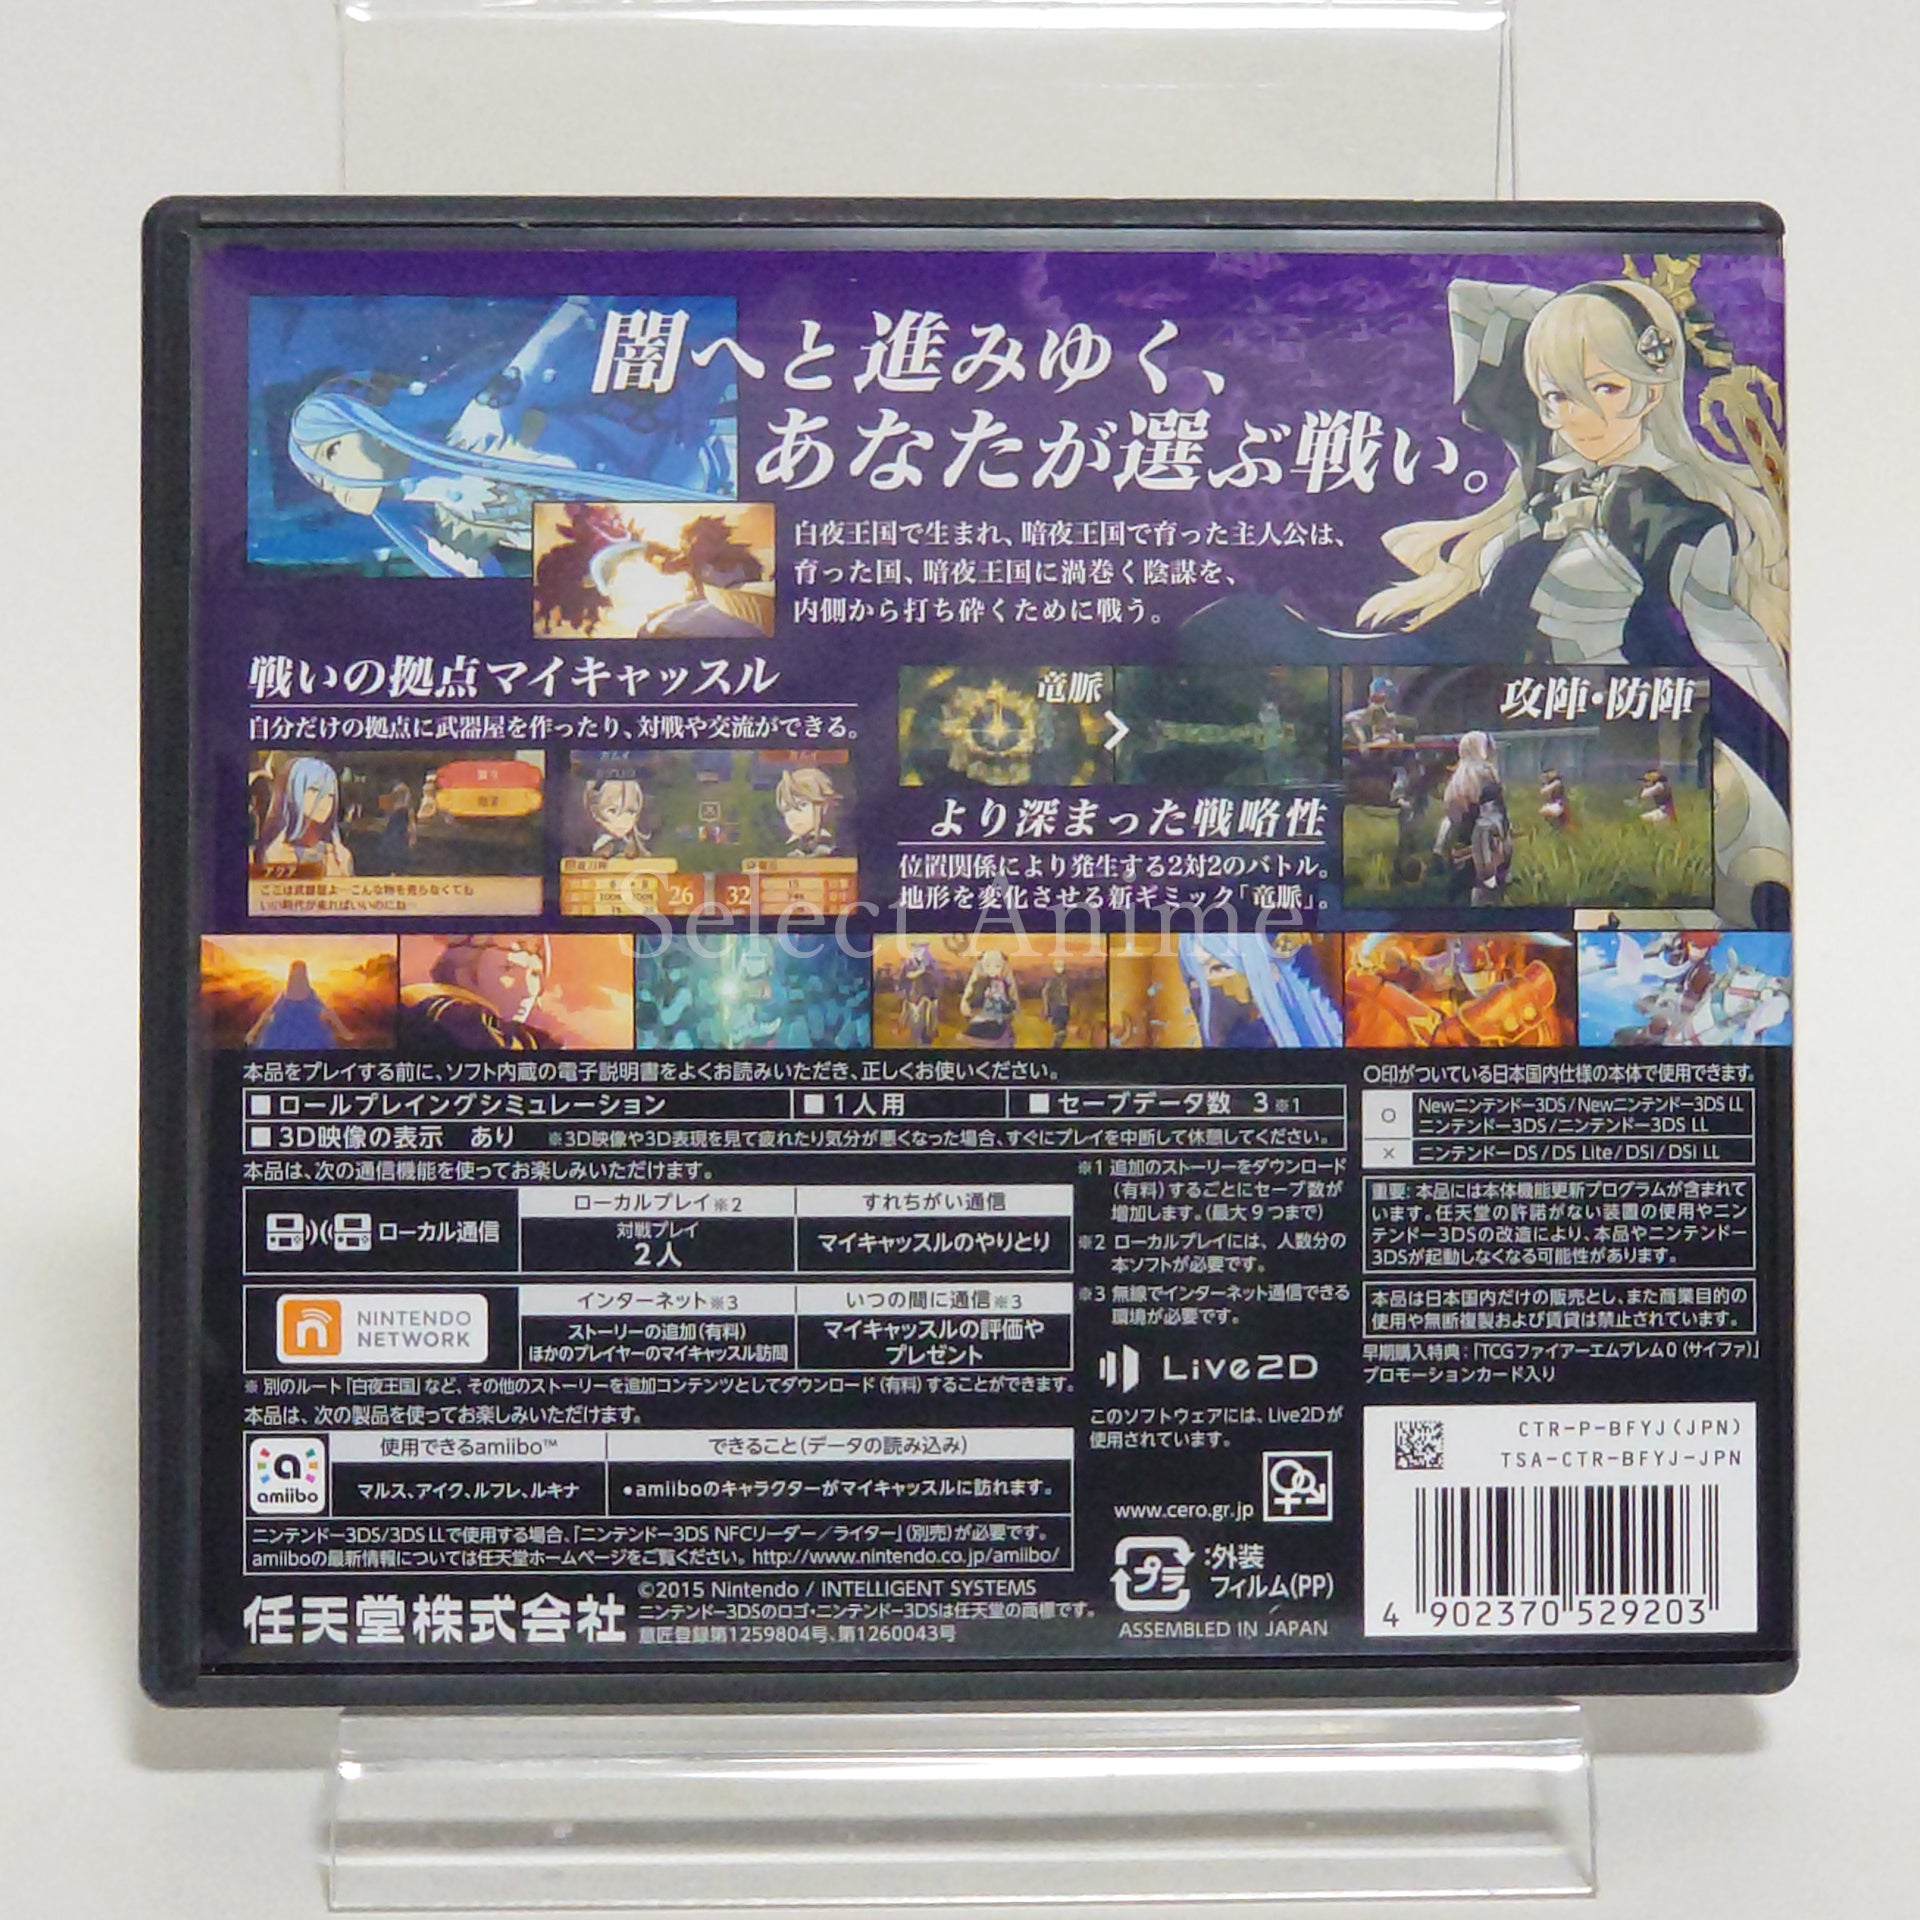 闇へと進みゆく、
あなたが選ぶ戦い。
白夜王国で生まれ、暗夜王国で育った主人公は、
育った国、暗夜王国に渦巻く陰謀を、
内側から打ち砕くために戦う。
戦いの拠点マイキャッスル
自分だけの拠点に武器屋を作ったり、対戦や交流ができる。
アクア
ここは武器屋よ…こんな物を売らなくても
いい時代が来ればいいのにね…
26 32
竜脈
攻陣・防陣
より深まった戦略性
位置関係により発生する2対2のバトル。
地形を変化させる新ギミック「竜脈」。
Select Anime
本品をプレイする前に、ソフト内蔵の電子説明書をよくお読みいただき、正しくお使いください。
■ロールプレイングシミュレーション ■1人用 ■セーブデータ数 3※1
■3D映像の表示 あり ※3D映像や3D表現を見て疲れたり気分が悪くなった場合、すぐにプレイを中断して休憩してください。
本品は、次の通信機能を使ってお楽しみいただけます。
ローカル通信
ローカルプレイ※2
対戦プレイ
2人
すれちがい通信
マイキャッスルのやりとり
NINTENDO
NETWORK
インターネット※3
ストーリーの追加(有料)
ほかのプレイヤーのマイキャッスル訪問
いつの間に通信※3
マイキャッスルの評価や
プレゼント
※ 別のルート「白夜王国」など、その他のストーリーを追加コンテンツとしてダウンロード(有料)することができます。
本品は、次の製品を使ってお楽しみいただけます。
amiibo
使用できるamiibo™
マルス、アイク、ルフレ、ルキナ
できること(データの読み込み)
●amiiboのキャラクターがマイキャッスルに訪れます。
ニンテンドー3DS/3DS LLで使用する場合、「ニンテンドー3DS NFCリーダー/ライター」(別売)が必要です。
amiiboの最新情報については任天堂ホームページをご覧ください。http://www.nintendo.co.jp/amiibo/
任天堂株式会社
©2015 Nintendo / INTELLIGENT SYSTEMS
ニンテンドー3DSのロゴ・ニンテンドー3DSは任天堂の商標です。
意匠登録第1259804号、第1260043号
※1 追加のストーリーをダウンロード
(有料)するごとにセーブ数が
増加します。(最大9つまで)
※2 ローカルプレイには、人数分の
本ソフトが必要です。
※3 無線でインターネット通信できる
環境が必要です。
Live2D
このソフトウェアには、Live2Dが
使用されています。
www.cero.gr.jp
プラ
:外装
フィルム(PP)
ASSEMBLED IN JAPAN
○印がついている日本国内仕様の本体で使用できます。
○ Newニンテンドー3DS/Newニンテンドー3DS LL
ニンテンドー3DS/ニンテンドー3DS LL
× ニンテンドーDS/DS Lite/DSi/DSi LL
重要: 本品には本体機能更新プログラムが含まれて
います。任天堂の許諾がない装置の使用やニン
テンドー3DSの改造により、本品やニンテンドー
3DSが起動しなくなる可能性があります。
本品は日本国内だけの販売とし、また商業目的の
使用や無断複製および賃貸は禁止されています。
早期購入特典:「TCGファイアーエムブレム0(サイファ)」
プロモーションカード入り
CTR-P-BFYJ(JPN)
TSA-CTR-BFYJ-JPN
4 902370 529203